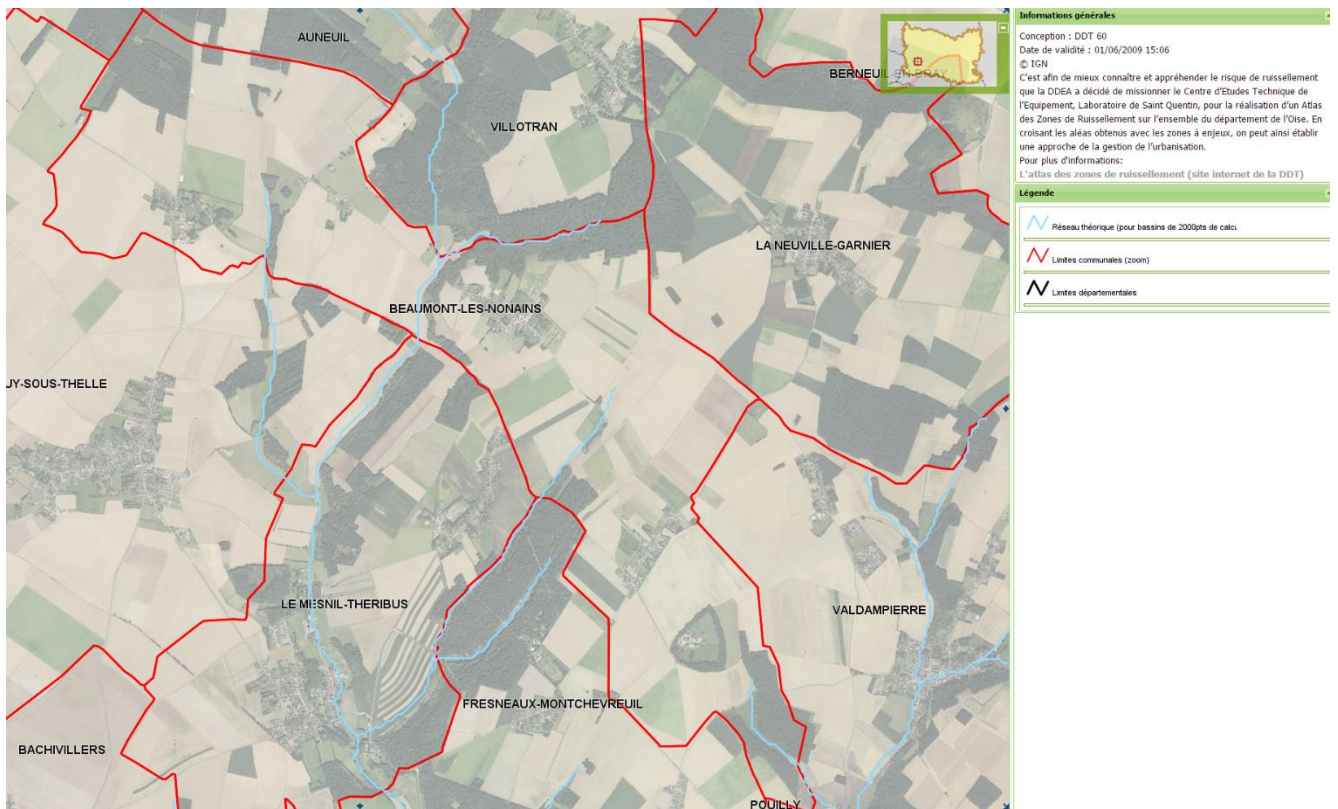 AUNEUIL
BERNEUIL-EN-BRAY
VILLOTRAN
LA NEUVILLE-GARNIER
BEAUMONT-LES-NONAINS
UY-SOUS-THELLE
LE MESNIL-THERIBUS
VALDAMPIERRE
FRESNEAUX-MONTCHEVREUIL
BACHIVILLERS
POUILLY
Informations générales
Conception : DDT 60
Date de validité : 01/06/2009 15:06
© IGN
C'est afin de mieux connaître et appréhender le risque de ruissellement
que la DDEA a décidé de missionner le Centre d'Etudes Technique de
l'Equipement, Laboratoire de Saint Quentin, pour la réalisation d'un Atlas
des Zones de Ruissellement sur l'ensemble du département de l'Oise. En
croisant les aléas obtenus avec les zones à enjeux, on peut ainsi établir
une approche de la gestion de l'urbanisation.
Pour plus d'informations:
L'atlas des zones de ruissellement (site internet de la DDT)
Légende
Réseau théorique (pour bassins de 2000pts de calcu
Limites communales (zoom)
Limites départementales